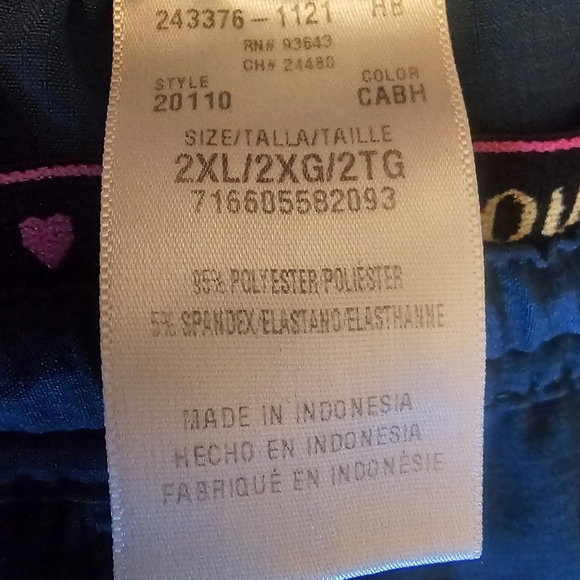 243376-1121 HB
RN# 93643
CH# 24480
STYLE COLOR
20110 CABH
SIZE/TALLA/TAILLE
2XL/2XG/2TG
716605582093
95% POLYESTER/POLIÉSTER
5% SPANDEX/ELASTANO/ELASTHANNE
MADE IN INDONESIA
HECHO EN INDONESIA
FABRIQUÉ EN INDONÉSIE